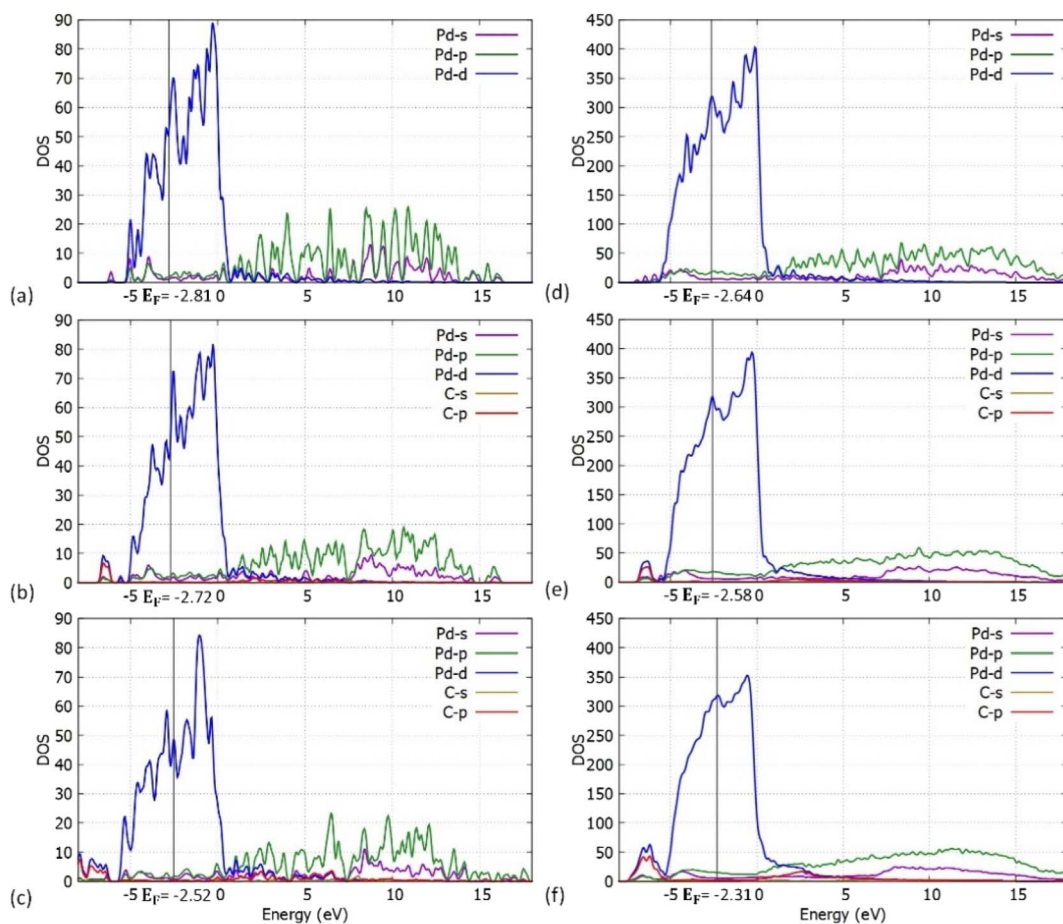 90
80
70
60
50
40
30
20
10
0
DOS
Pd-s
Pd-p
Pd-d
(a)
-5 E_F= -2.81 0 5 10 15
450
400
350
300
250
200
150
100
50
0
DOS
Pd-s
Pd-p
Pd-d
(d)
-5 E_F= -2.64 0 5 10 15
90
80
70
60
50
40
30
20
10
0
DOS
Pd-s
Pd-p
Pd-d
C-s
C-p
(b)
-5 E_F= -2.72 0 5 10 15
450
400
350
300
250
200
150
100
50
0
DOS
Pd-s
Pd-p
Pd-d
C-s
C-p
(e)
-5 E_F= -2.58 0 5 10 15
90
80
70
60
50
40
30
20
10
0
DOS
Pd-s
Pd-p
Pd-d
C-s
C-p
(c)
-5 E_F= -2.52 0 5 10 15
Energy (eV)
450
400
350
300
250
200
150
100
50
0
DOS
Pd-s
Pd-p
Pd-d
C-s
C-p
(f)
-5 E_F= -2.31 0 5 10 15
Energy (eV)